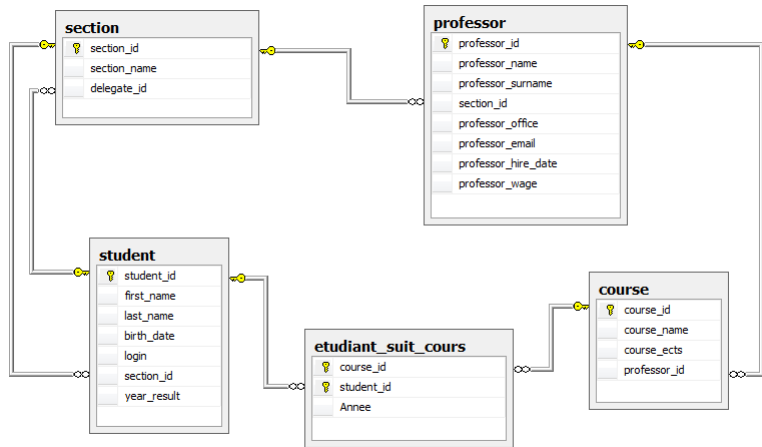 section
section_id
section_name
delegate_id
professor
professor_id
professor_name
professor_surname
section_id
professor_office
professor_email
professor_hire_date
professor_wage
student
student_id
first_name
last_name
birth_date
login
section_id
year_result
etudiant_suit_cours
course_id
student_id
Annee
course
course_id
course_name
course_ects
professor_id